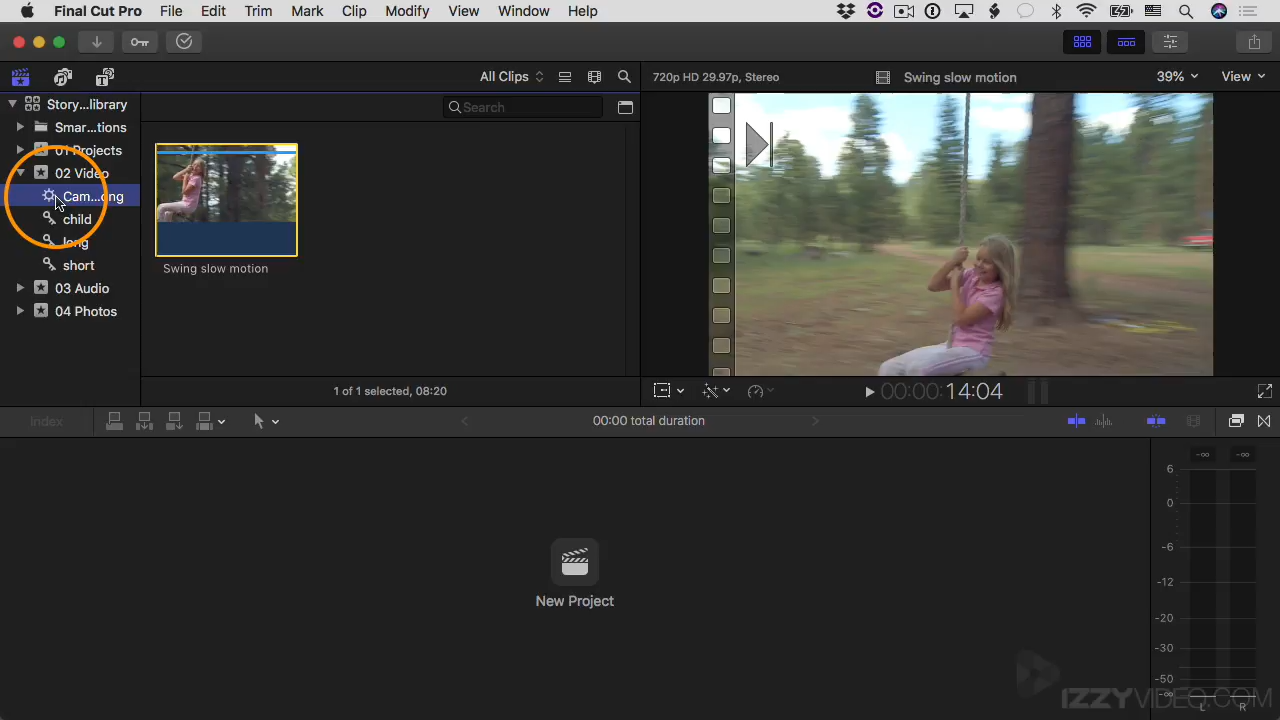 Final Cut Pro File Edit Trim Mark Clip Modify View Window Help
All Clips
720p HD 29.97p, Stereo
Swing slow motion
39%
View
Story...library
Smar...tions
01 Projects
02 Video
Cam...ong
child
long
short
03 Audio
04 Photos
Search
Swing slow motion
1 of 1 selected, 08:20
00:00:14:04
Index
00:00 total duration
New Project
-∞ -∞
6
0
-6
-12
-20
-30
-50
-∞
L R
IZZYVIDEO.COM